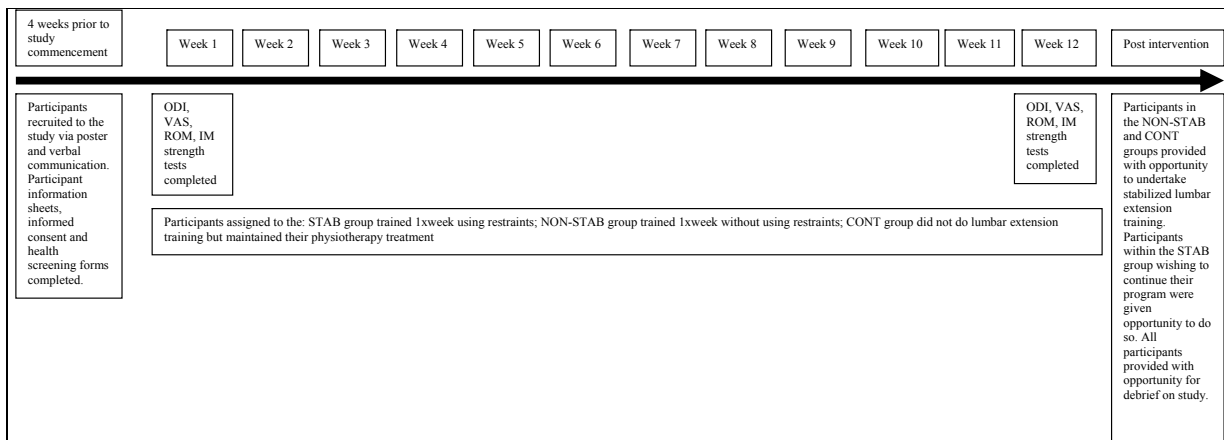 4 weeks prior to
study
commencement
Week 1
Week 2
Week 3
Week 4
Week 5
Week 6
Week 7
Week 8
Week 9
Week 10
Week 11
Week 12
Post intervention
Participants
recruited to the
study via poster
and verbal
communication.
Participant
information
sheets,
informed
consent and
health
screening forms
completed.
ODI,
VAS,
ROM, IM
strength
tests
completed
ODI, VAS,
ROM, IM
strength
tests
completed
Participants assigned to the: STAB group trained 1xweek using restraints; NON-STAB group trained 1xweek without using restraints; CONT group did not do lumbar extension
training but maintained their physiotherapy treatment
Participants in
the NON-STAB
and CONT
groups provided
with opportunity
to undertake
stabilized lumbar
extension
training.
Participants
within the STAB
group wishing to
continue their
program were
given
opportunity to do
so. All
participants
provided with
opportunity for
debrief on study.